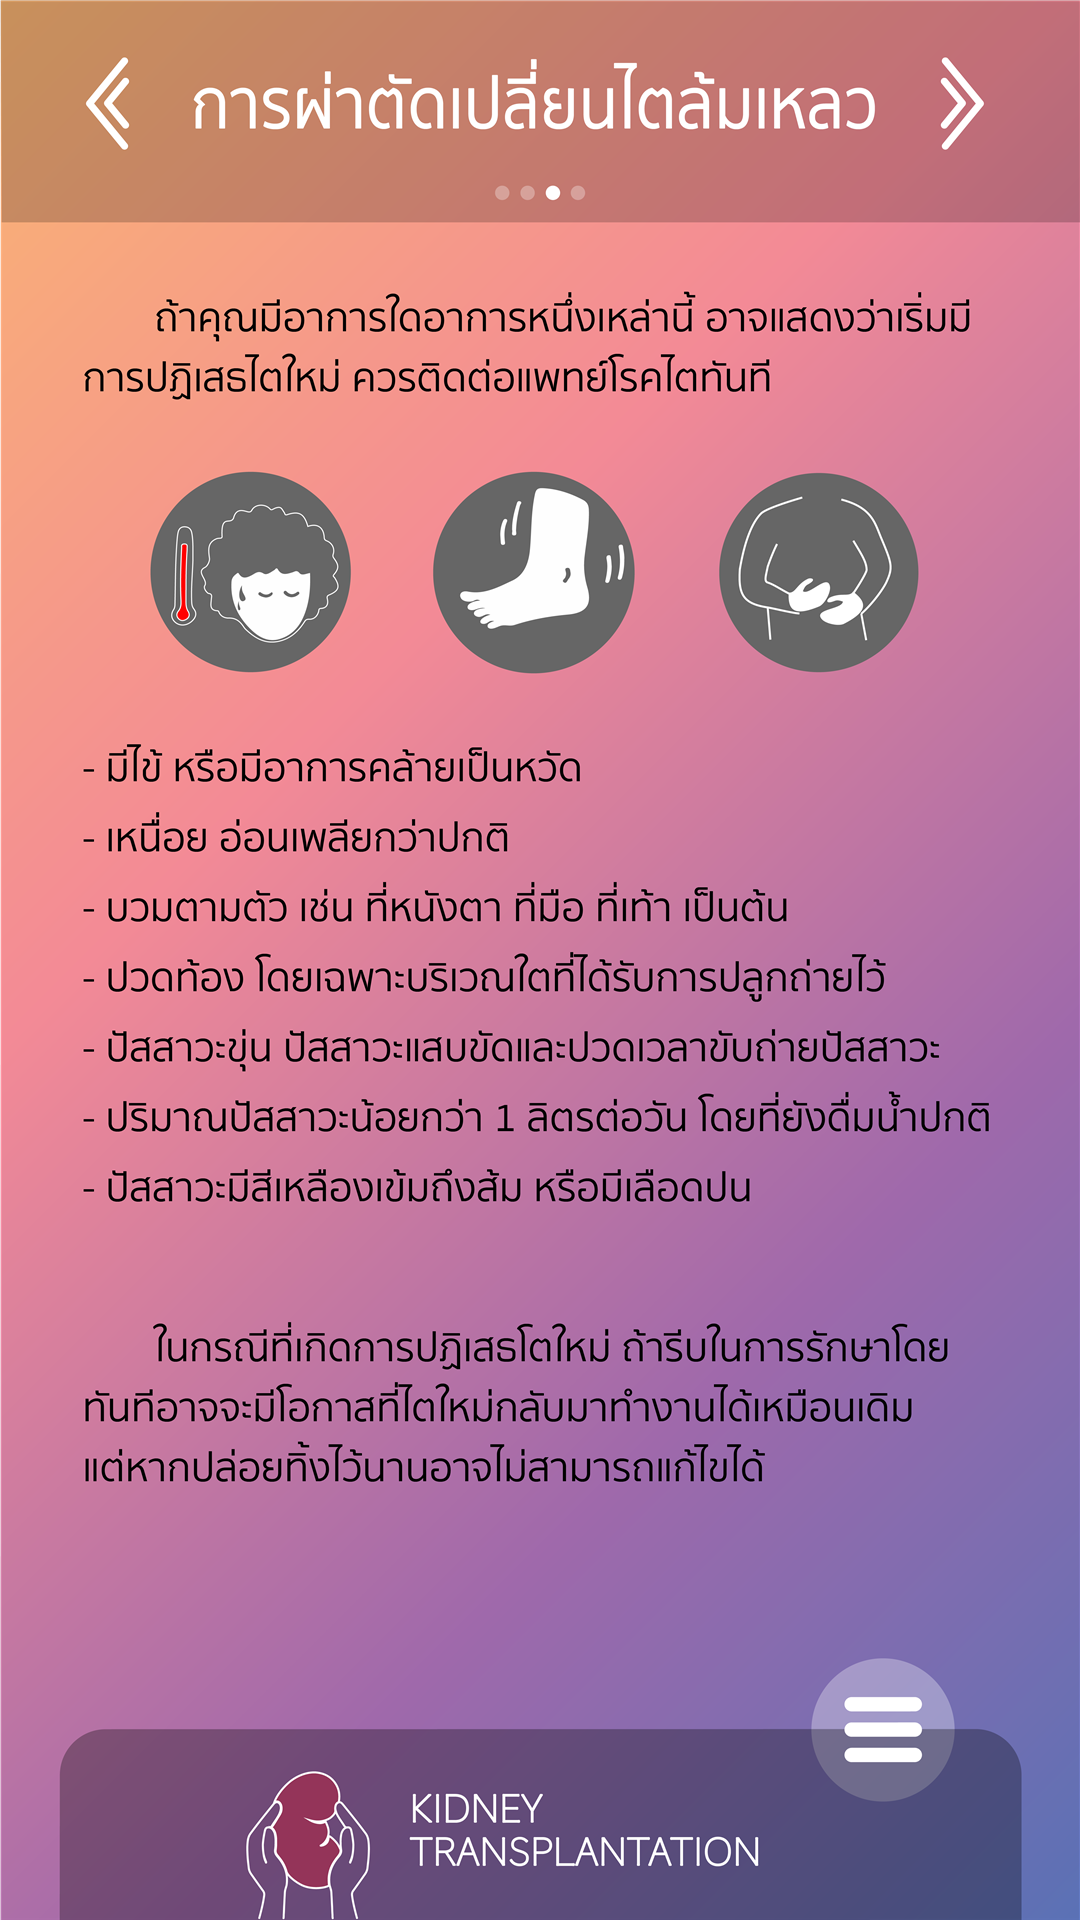 การผ่าตัดเปลี่ยนไตล้มเหลว
ถ้าคุณมีอาการใดอาการหนึ่งเหล่านี้ อาจแสดงว่าเริ่มมี
การปฏิเสธไตใหม่ ควรติดต่อแพทย์โรคไตทันที
- มีไข้ หรือมีอาการคล้ายเป็นหวัด
- เหนื่อย อ่อนเพลียกว่าปกติ
- บวมตามตัว เช่น ที่หนังตา ที่มือ ที่เท้า เป็นต้น
- ปวดท้อง โดยเฉพาะบริเวณใตที่ได้รับการปลูกถ่ายไว้
- ปัสสาวะขุ่น ปัสสาวะแสบขัดและปวดเวลาขับถ่ายปัสสาวะ
- ปริมาณปัสสาวะน้อยกว่า 1 ลิตรต่อวัน โดยที่ยังดื่มน้ำปกติ
- ปัสสาวะมีสีเหลืองเข้มถึงส้ม หรือมีเลือดปน
ในกรณีที่เกิดการปฏิเสธโตใหม่ ถ้ารีบในการรักษาโดย
ทันทีอาจจะมีโอกาสที่ไตใหม่กลับมาทำงานได้เหมือนเดิม
แต่หากปล่อยทิ้งไว้นานอาจไม่สามารถแก้ไขได้
KIDNEY
TRANSPLANTATION